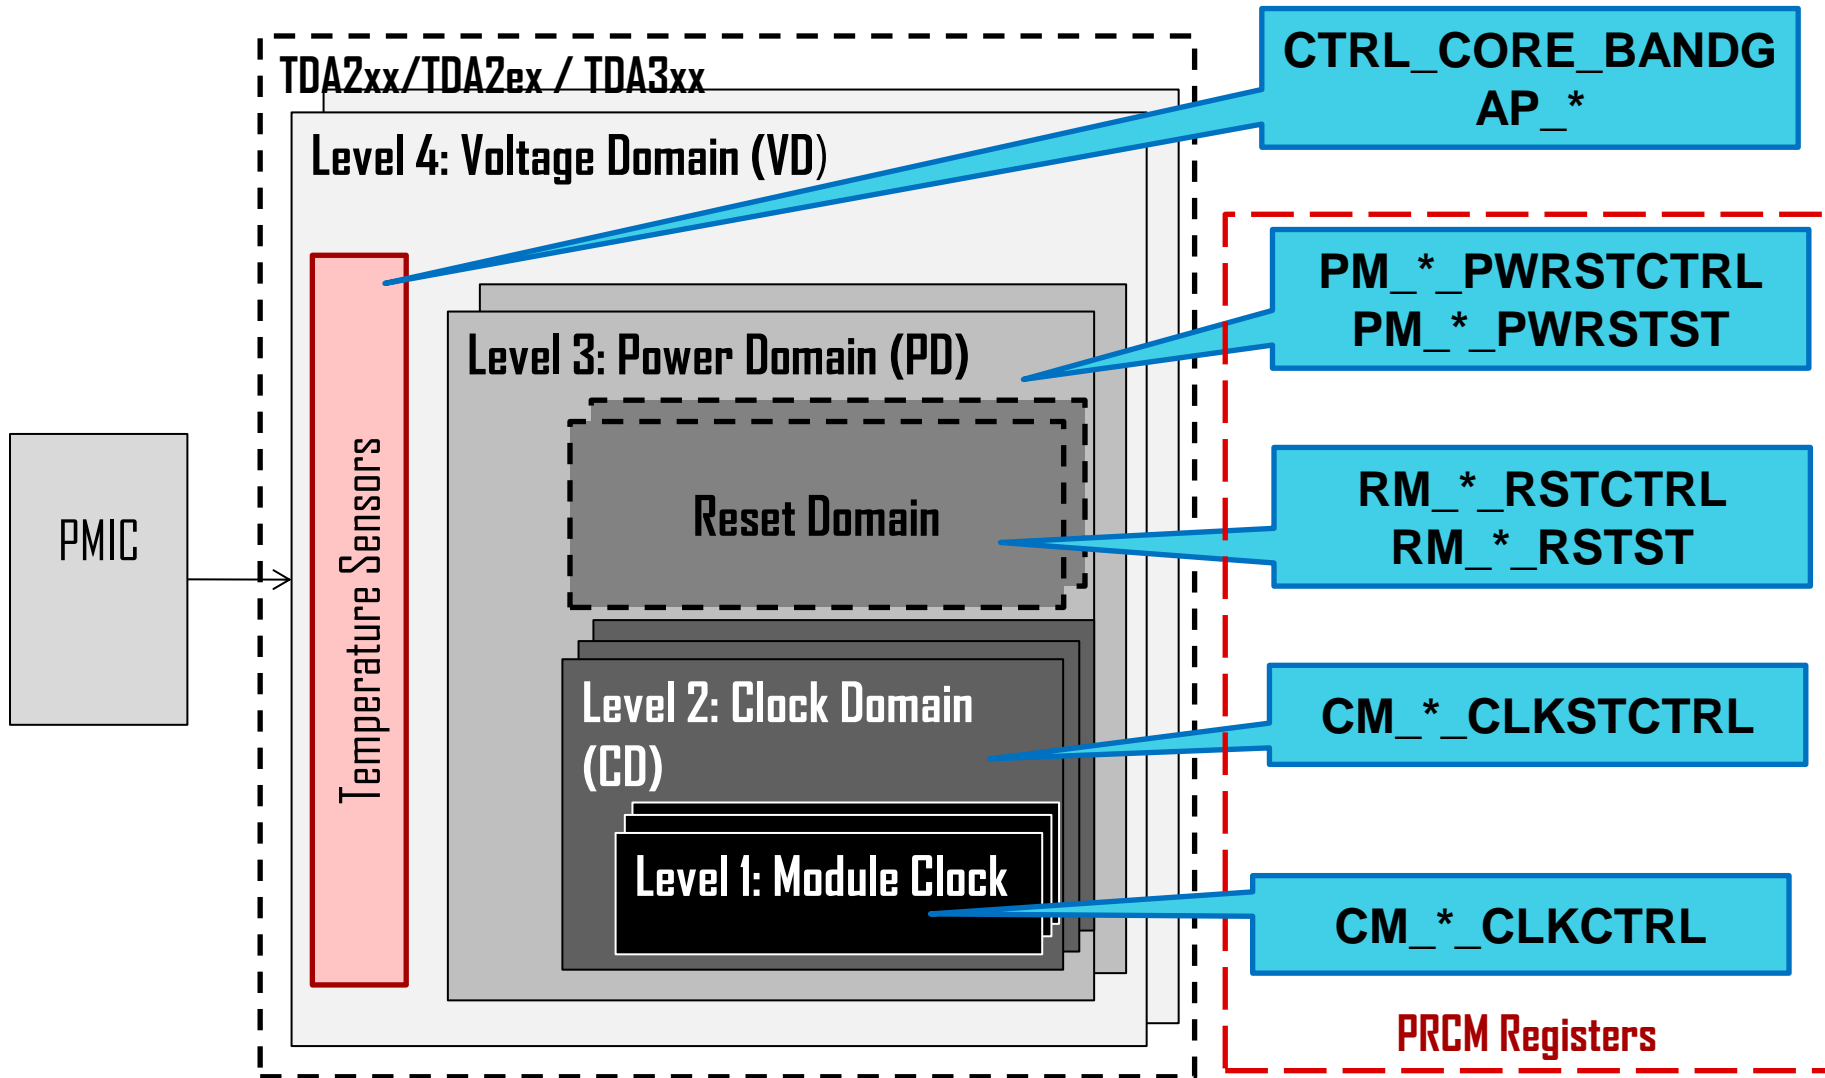 TDA2xx/TDA2ex / TDA3xx
CTRL_CORE_BANDG
AP_*
Level 4: Voltage Domain (VD)
PM_*_PWRSTCTRL
PM_*_PWRSTST
Level 3: Power Domain (PD)
PMIC
Temperature Sensors
Reset Domain
RM_*_RSTCTRL
RM_*_RSTST
Level 2: Clock Domain
(CD)
CM_*_CLKSTCTRL
Level 1: Module Clock
CM_*_CLKCTRL
PRCM Registers